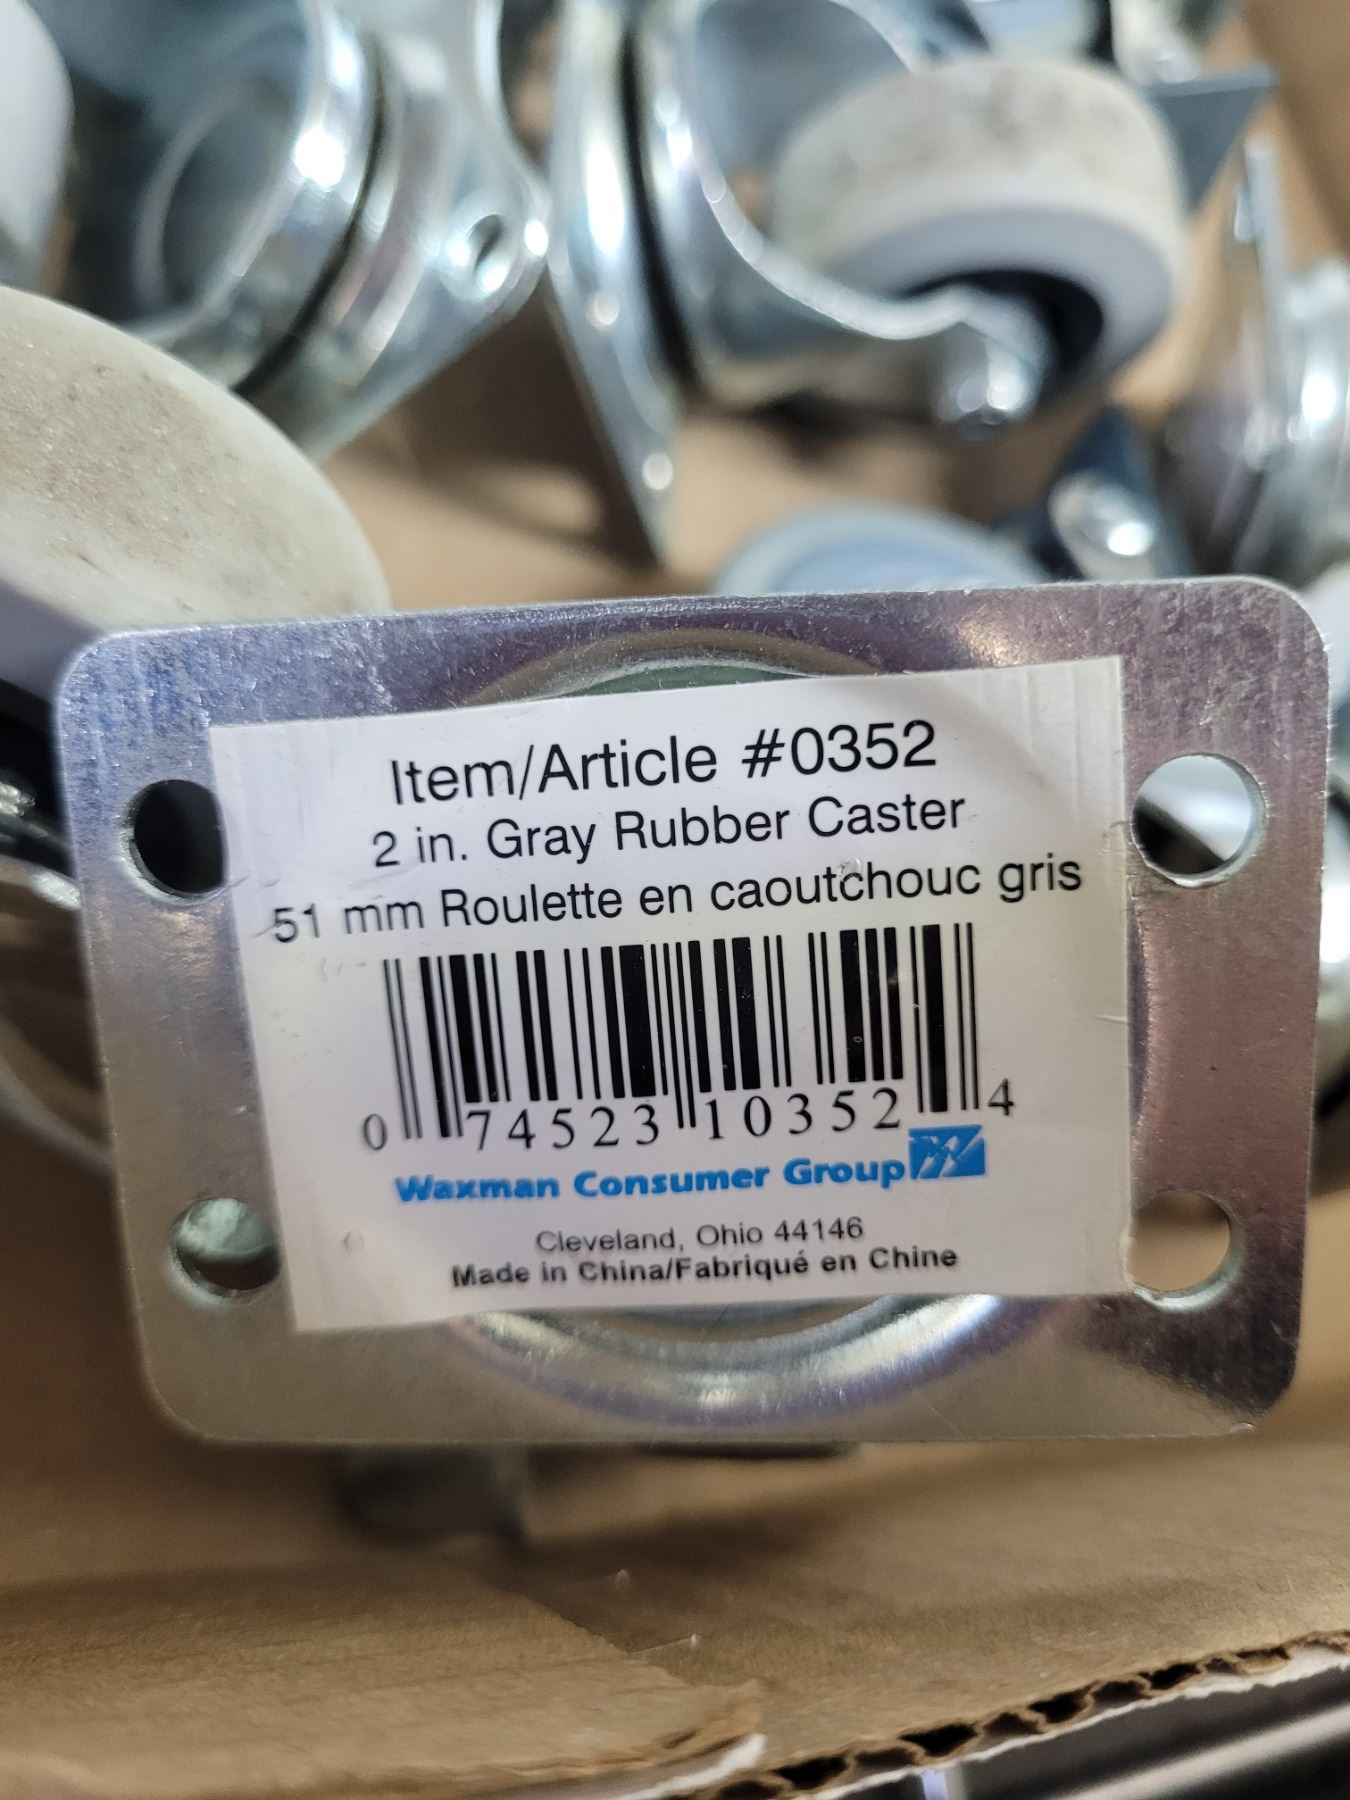 Item/Article #0352
2 in. Gray Rubber Caster
51 mm Roulette en caoutchouc gris
0 74523 10352 4
Waxman Consumer Group
Cleveland, Ohio 44146
Made in China/Fabriqué en Chine